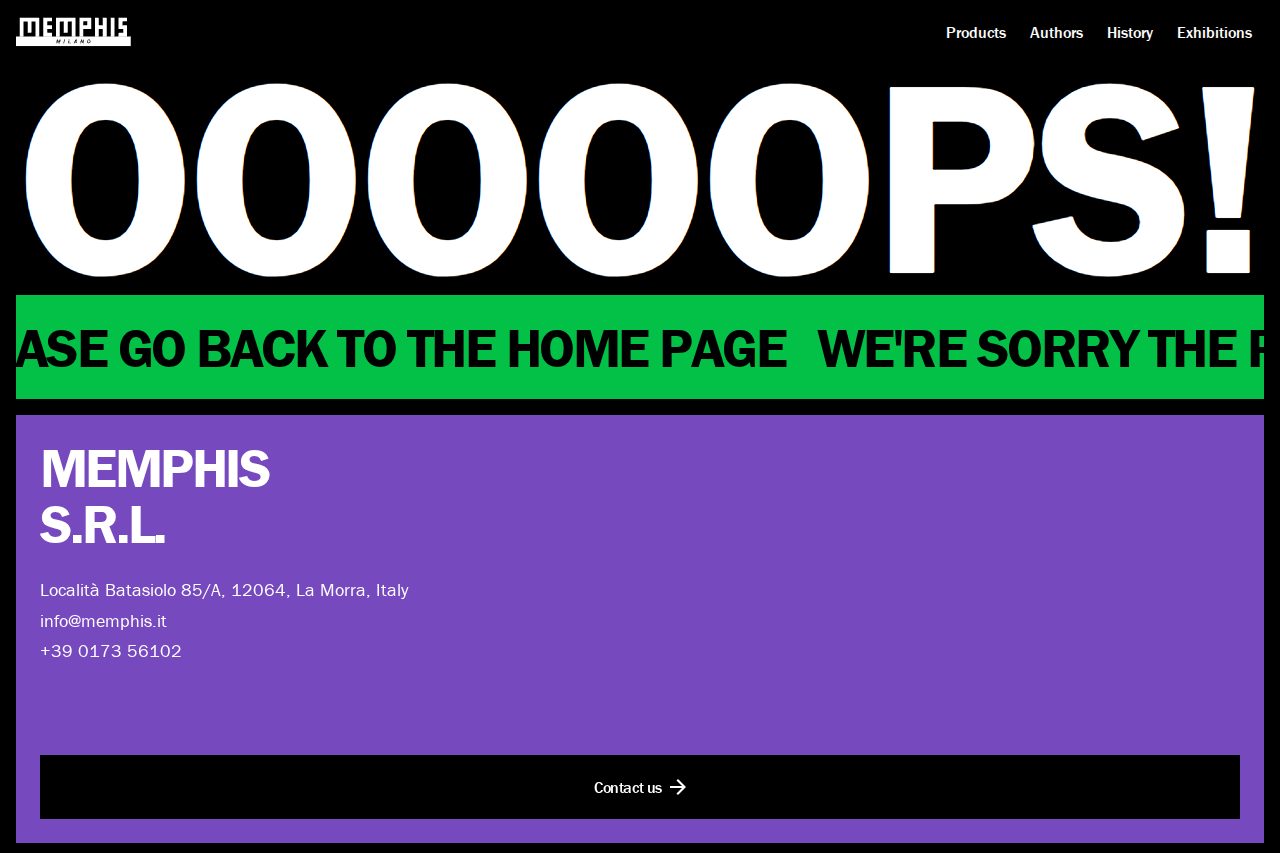 MEMPHIS
MILANO
Products Authors History Exhibitions
OOOOOPS!
ASE GO BACK TO THE HOME PAGE WE'RE SORRY THE
MEMPHIS
S.R.L.
Località Batasiolo 85/A, 12064, La Morra, Italy
info@memphis.it
+39 0173 56102
Contact us